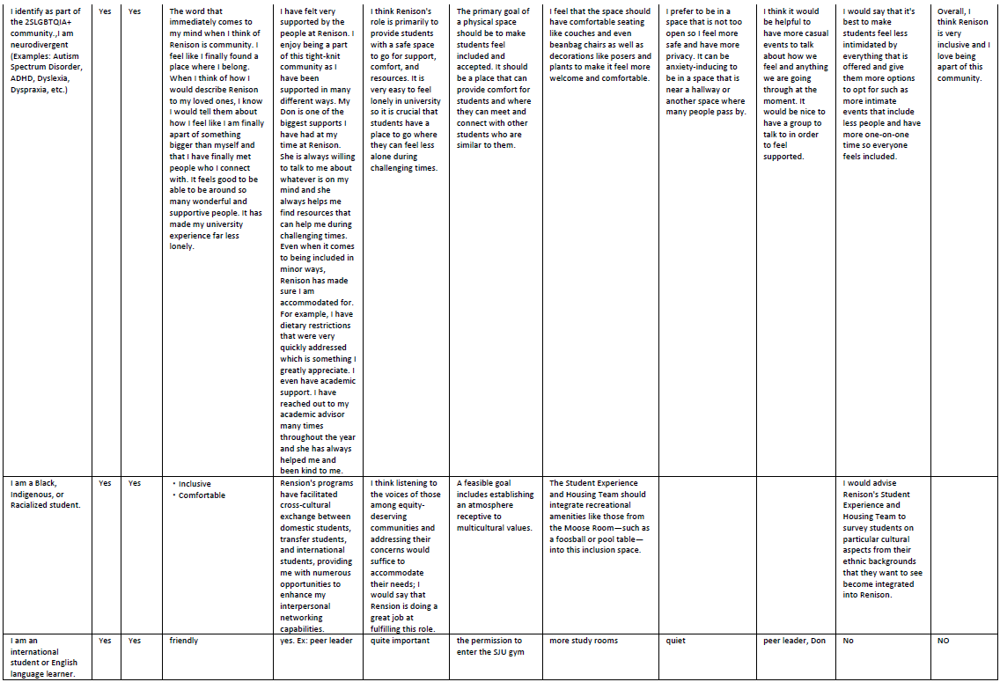 I identify as part of
the 2SLGBTQIA+
community.,I am
neurodivergent
(Examples: Autism
Spectrum Disorder,
ADHD, Dyslexia,
Dyspraxia, etc.)
Yes
Yes
The word that
immediately comes to
my mind when I think of
Renison is community. I
feel like I finally found a
place where I belong.
When I think of how I
would describe Renison
to my loved ones, I know
I would tell them about
how I feel like I am finally
apart of something
bigger than myself and
that I have finally met
people who I connect
with. It feels good to be
able to be around so
many wonderful and
supportive people. It has
made my university
experience far less
lonely.
I have felt very
supported by the
people at Renison. I
enjoy being a part
of this tight-knit
community as I
have been
supported in many
different ways. My
Don is one of the
biggest supports I
have had at my
time at Renison.
She is always willing
to talk to me about
whatever is on my
mind and she
always helps me
find resources that
can help me during
challenging times.
Even when it comes
to being included in
minor ways,
Renison has made
sure I am
accommodated for.
For example, I have
dietary restrictions
that were very
quickly addressed
which is something I
greatly appreciate. I
even have academic
support. I have
reached out to my
academic advisor
many times
throughout the year
and she has always
helped me and
been kind to me.
I think Renison's
role is primarily to
provide students
with a safe space
to go for support,
comfort, and
resources. It is
very easy to feel
lonely in university
so it is crucial that
students have a
place to go where
they can feel less
alone during
challenging times.
The primary goal of
a physical space
should be to make
students feel
included and
accepted. It should
be a place that can
provide comfort for
students and where
they can meet and
connect with other
students who are
similar to them.
I feel that the space should
have comfortable seating
like couches and even
beanbag chairs as well as
decorations like posers and
plants to make it feel more
welcome and comfortable.
I prefer to be in a
space that is not too
open so I feel more
safe and have more
privacy. It can be
anxiety-inducing to
be in a space that is
near a hallway or
another space where
many people pass by.
I think it would
be helpful to
have more casual
events to talk
about how we
feel and anything
we are going
through at the
moment. It
would be nice to
have a group to
talk to in order
to feel
supported.
I would say that it's
best to make
students feel less
intimidated by
everything that is
offered and give
them more options
to opt for such as
more intimate
events that include
less people and have
more one-on-one
time so everyone
feels included.
Overall, I
think Renison
is very
inclusive and I
love being
apart of this
community.
I am a Black,
Indigenous, or
Racialized student.
Yes
Yes
• Inclusive
• Comfortable
Rension's programs
have facilitated
cross-cultural
exchange between
domestic students,
transfer students,
and international
students, providing
me with numerous
opportunities to
enhance my
interpersonal
networking
capabilities.
I think listening to
the voices of those
among equity-
deserving
communities and
addressing their
concerns would
suffice to
accommodate
their needs; I
would say that
Rension is doing a
great job at
fulfilling this role.
A feasible goal
includes establishing
an atmosphere
receptive to
multicultural values.
The Student Experience
and Housing Team should
integrate recreational
amenities like those from
the Moose Room—such as
a foosball or pool table—
into this inclusion space.
I would advise
Renison's Student
Experience and
Housing Team to
survey students on
particular cultural
aspects from their
ethnic backgrounds
that they want to see
become integrated
into Renison.
I am an
international
student or English
language learner.
Yes
Yes
friendly
yes. Ex: peer leader
quite important
the permission to
enter the SJU gym
more study rooms
quiet
peer leader, Don
No
NO